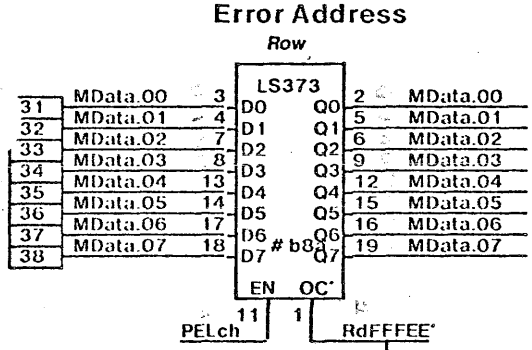 Error Address
Row
LS373
31 MData.00 3 D0 Q0 2 MData.00
32 MData.01 4 D1 Q1 5 MData.01
33 MData.02 7 D2 Q2 6 MData.02
34 MData.03 8 D3 Q3 9 MData.03
35 MData.04 13 D4 Q4 12 MData.04
36 MData.05 14 D5 Q5 15 MData.05
37 MData.06 17 D6 Q6 16 MData.06
38 MData.07 18 D7 # b8a Q7 19 MData.07
EN OC*
11 1
PELch RdFFFEE*